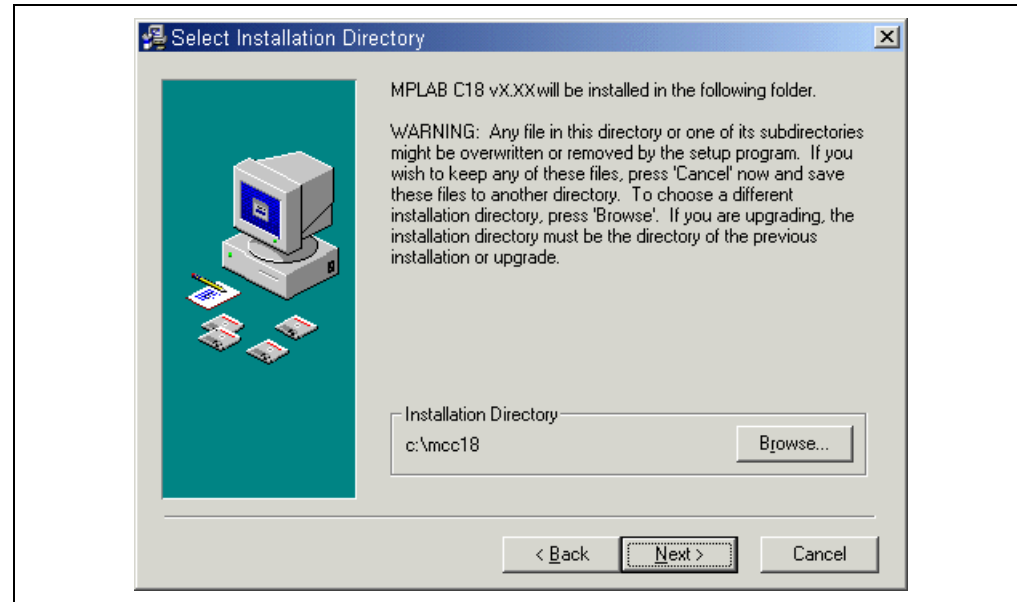 Select Installation Directory
MPLAB C18 vX.XX will be installed in the following folder.
WARNING: Any file in this directory or one of its subdirectories
might be overwritten or removed by the setup program. If you
wish to keep any of these files, press 'Cancel' now and save
these files to another directory. To choose a different
installation directory, press 'Browse'. If you are upgrading, the
installation directory must be the directory of the previous
installation or upgrade.
Installation Directory
c:\mcc18
Browse...
< Back
Next >
Cancel